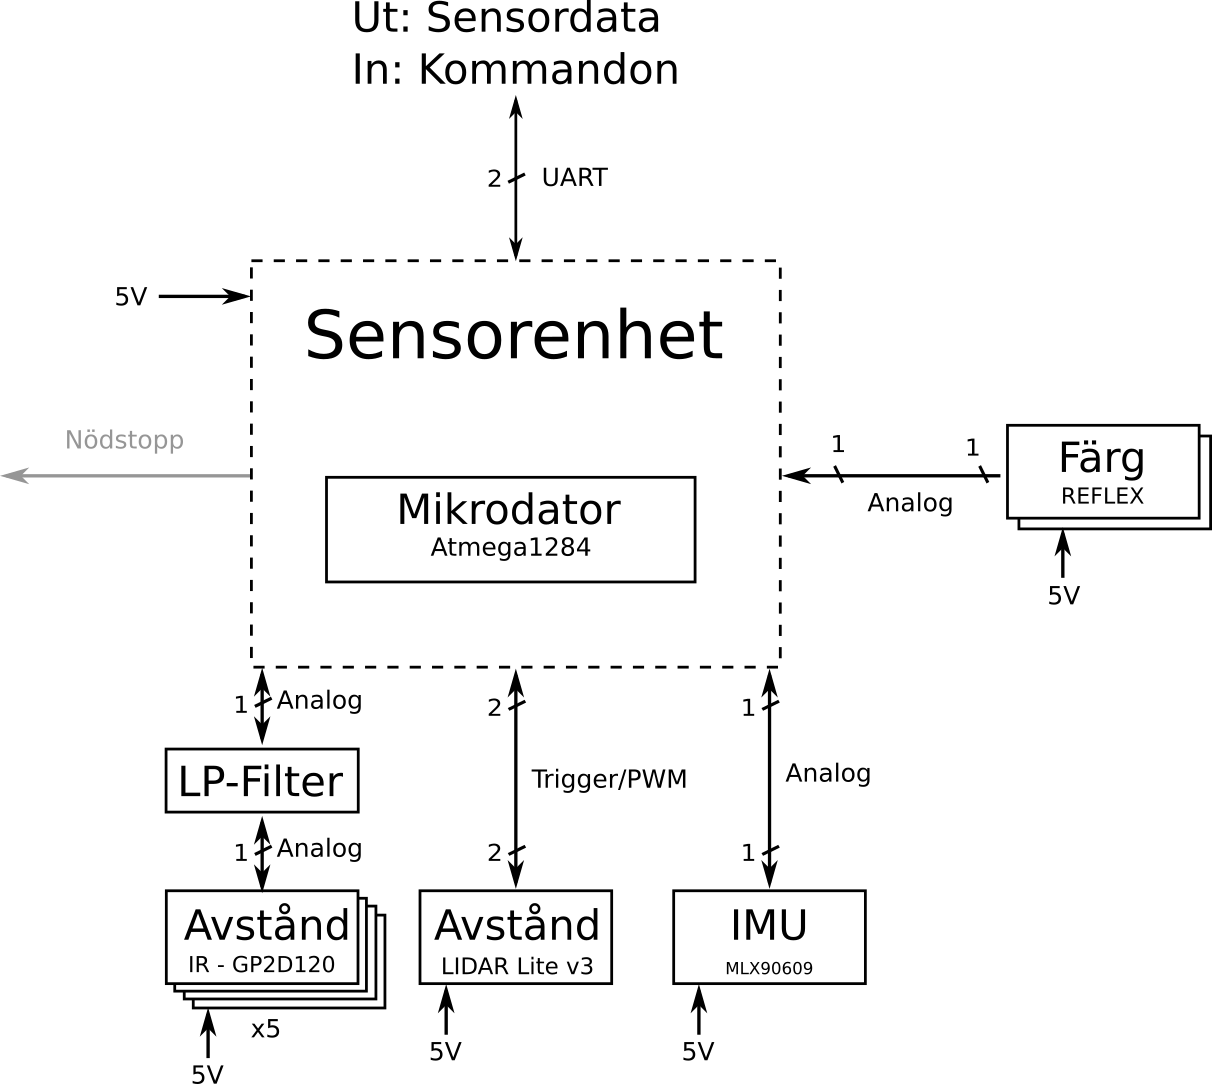 Ut: Sensordata
In: Kommandon
2
UART
5V
Sensorenhet
Nödstopp
1
1
Färg
REFLEX
Analog
Mikrodator
Atmega1284
5V
1
Analog
2
1
LP-Filter
Trigger/PWM
Analog
1
Analog
2
1
Avstånd
IR - GP2D120
Avstånd
LIDAR Lite v3
IMU
MLX90609
x5
5V
5V
5V